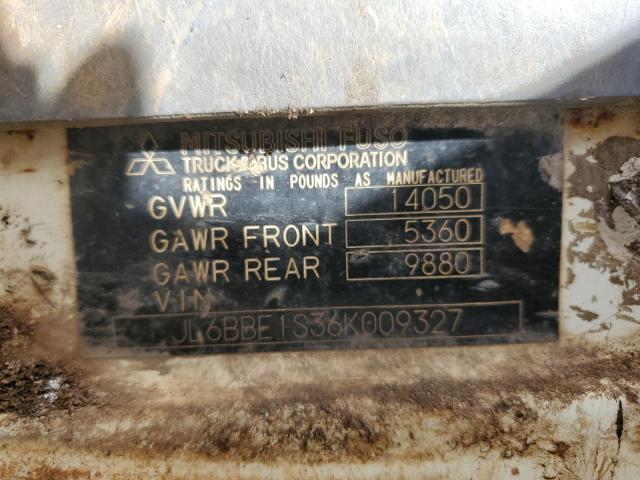 MITSUBISHI FUSO
TRUCK & BUS CORPORATION
RATINGS IN POUNDS AS MANUFACTURED
GVWR 14050
GAWR FRONT 5360
GAWR REAR 9880
VIN
JL6BBE1S36K009327